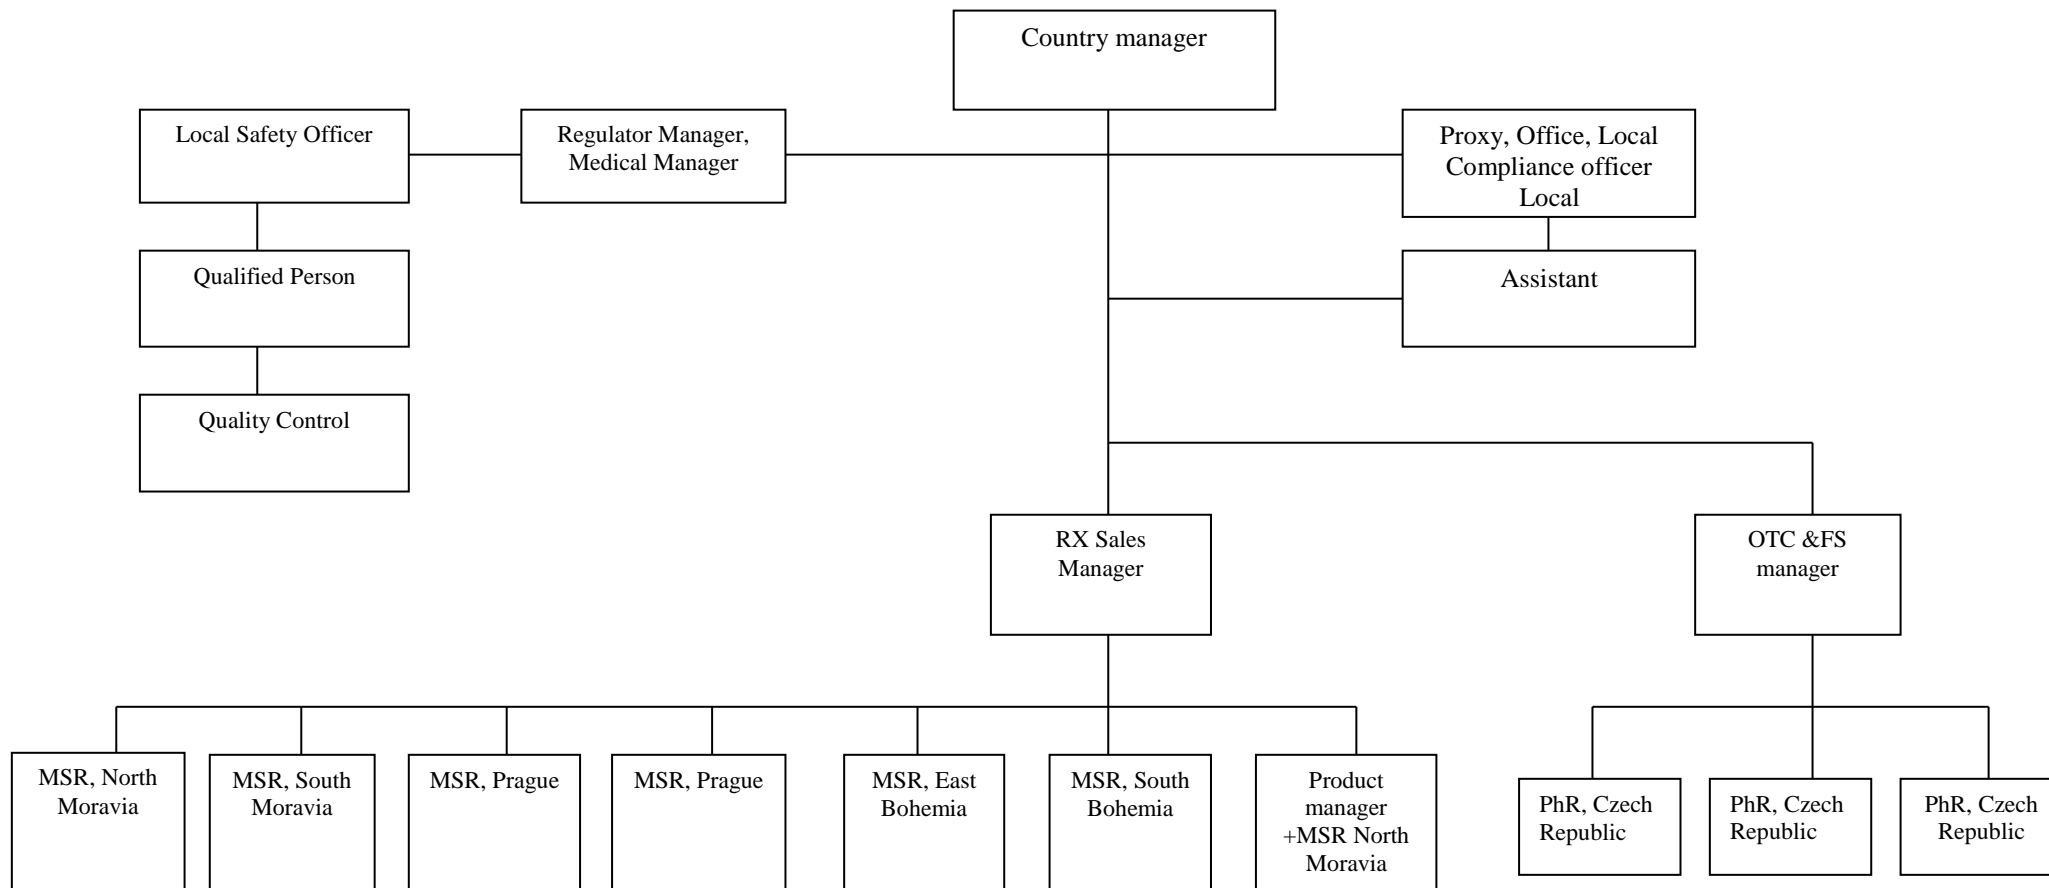 Country manager
Local Safety Officer
Regulator Manager,
Medical Manager
Proxy, Office, Local
Compliance officer
Local
Qualified Person
Assistant
Quality Control
RX Sales
Manager
OTC &FS
manager
MSR, North
Moravia
MSR, South
Moravia
MSR, Prague
MSR, Prague
MSR, East
Bohemia
MSR, South
Bohemia
Product
manager
+MSR North
Moravia
PhR, Czech
Republic
PhR, Czech
Republic
PhR, Czech
Republic